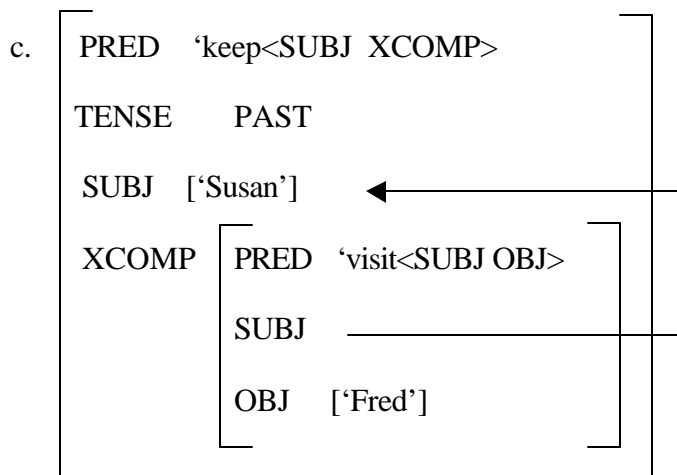 c. PRED ‘keep<SUBJ XCOMP>
TENSE PAST
SUBJ [‘Susan’]
XCOMP PRED ‘visit<SUBJ OBJ>
SUBJ
OBJ [‘Fred’]